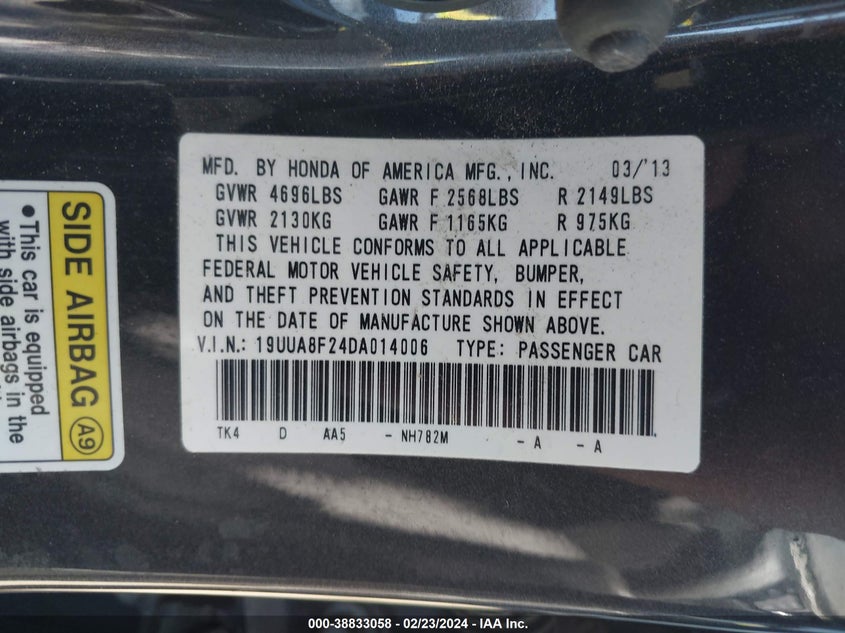 MFD. BY HONDA OF AMERICA MFG., INC. 03/'13
GVWR 4696LBS GAWR F 2568LBS R 2149LBS
GVWR 2130KG GAWR F 1165KG R 975KG
THIS VEHICLE CONFORMS TO ALL APPLICABLE
FEDERAL MOTOR VEHICLE SAFETY, BUMPER,
AND THEFT PREVENTION STANDARDS IN EFFECT
ON THE DATE OF MANUFACTURE SHOWN ABOVE.
V.I.N.: 19UUA8F24DA014006 TYPE: PASSENGER CAR
TK4 D AA5 - NH782M - A - A
SIDE AIRBAG A9
•This car is equipped
with side airbags in the
000-38833058 - 02/23/2024 - IAA Inc.